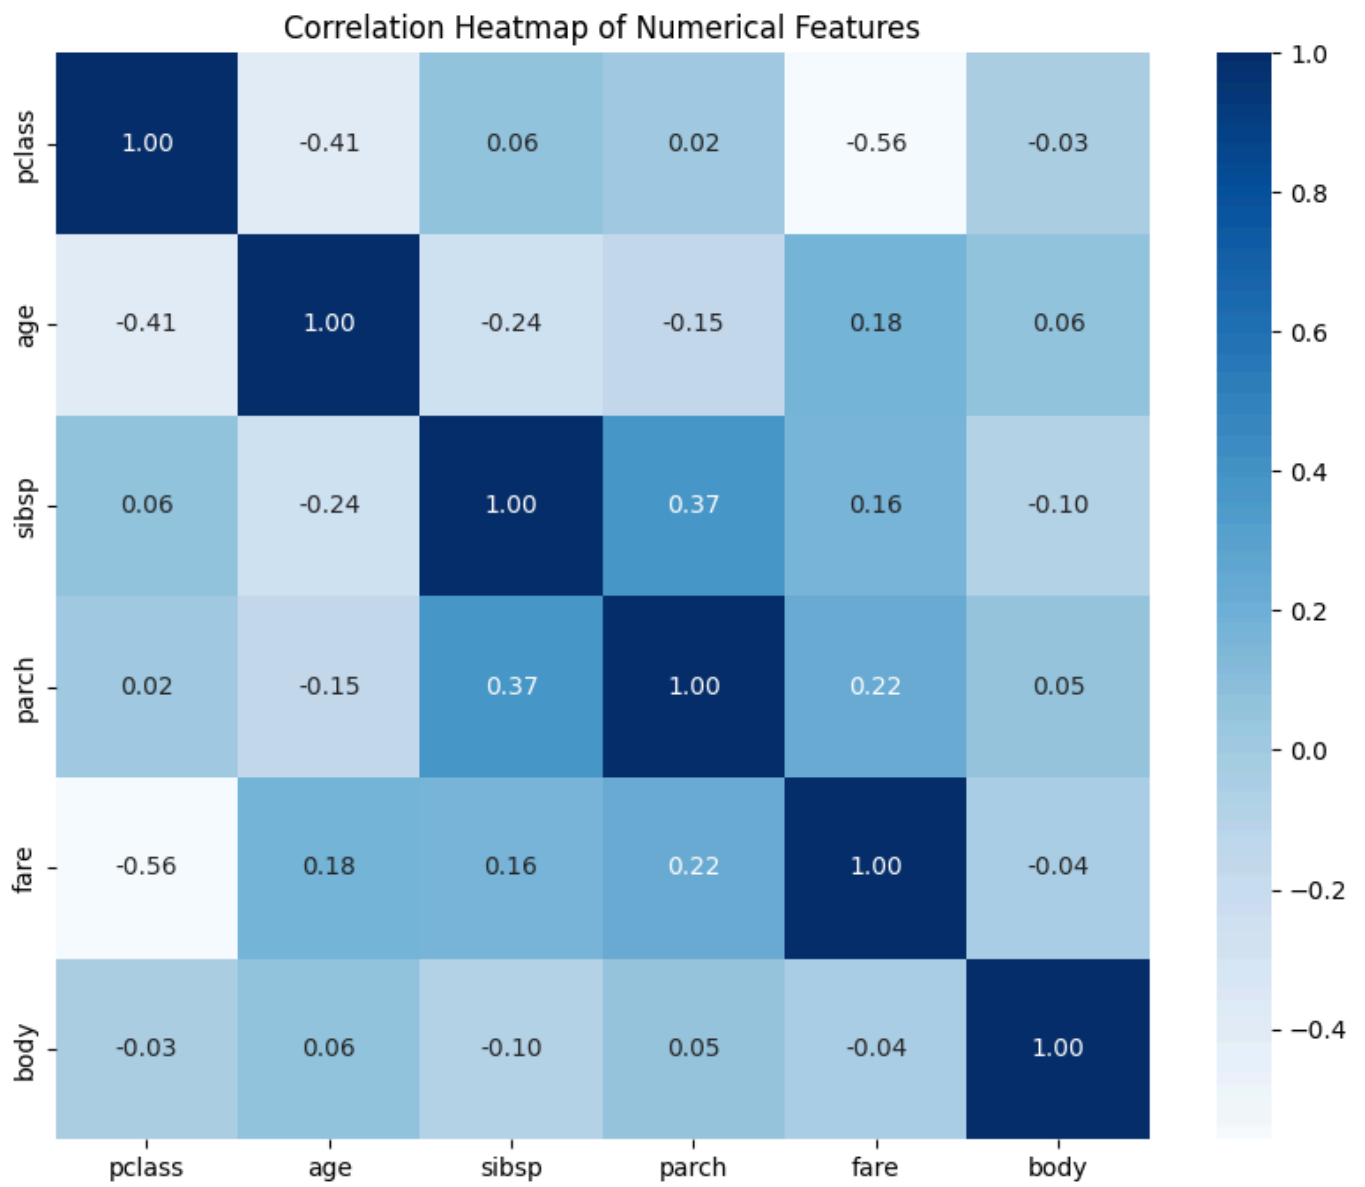 Correlation Heatmap of Numerical Features
pclass 1.00 -0.41 0.06 0.02 -0.56 -0.03
age -0.41 1.00 -0.24 -0.15 0.18 0.06
sibsp 0.06 -0.24 1.00 0.37 0.16 -0.10
parch 0.02 -0.15 0.37 1.00 0.22 0.05
fare -0.56 0.18 0.16 0.22 1.00 -0.04
body -0.03 0.06 -0.10 0.05 -0.04 1.00
pclass age sibsp parch fare body
1.0
0.8
0.6
0.4
0.2
0.0
−0.2
−0.4